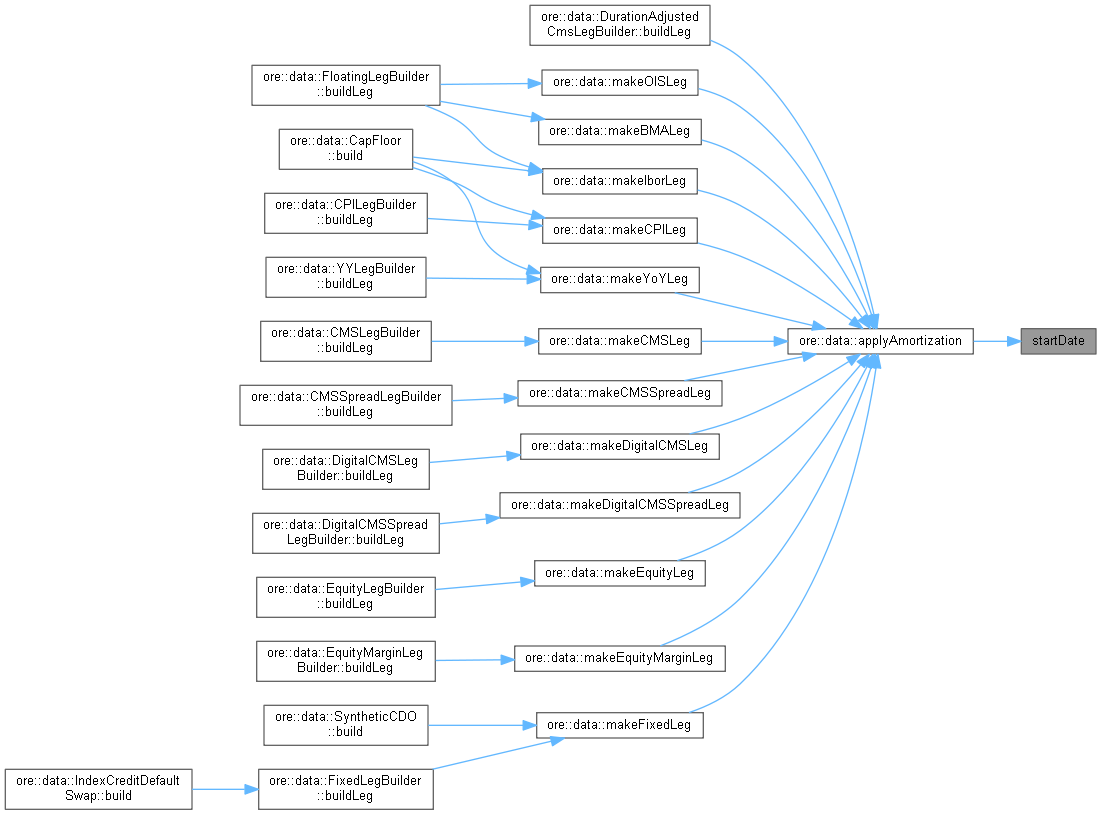 ore::data::DurationAdjusted
CmsLegBuilder::buildLeg
ore::data::FloatingLegBuilder
::buildLeg
ore::data::makeOISLeg
ore::data::makeBMALeg
ore::data::CapFloor
::build
ore::data::makeIborLeg
ore::data::CPILegBuilder
::buildLeg
ore::data::makeCPILeg
ore::data::YYLegBuilder
::buildLeg
ore::data::makeYoYLeg
ore::data::CMSLegBuilder
::buildLeg
ore::data::makeCMSLeg
ore::data::applyAmortization
startDate
ore::data::CMSSpreadLegBuilder
::buildLeg
ore::data::makeCMSSpreadLeg
ore::data::DigitalCMSLeg
Builder::buildLeg
ore::data::makeDigitalCMSLeg
ore::data::DigitalCMSSpread
LegBuilder::buildLeg
ore::data::makeDigitalCMSSpreadLeg
ore::data::EquityLegBuilder
::buildLeg
ore::data::makeEquityLeg
ore::data::EquityMarginLeg
Builder::buildLeg
ore::data::makeEquityMarginLeg
ore::data::SyntheticCDO
::build
ore::data::makeFixedLeg
ore::data::IndexCreditDefault
Swap::build
ore::data::FixedLegBuilder
::buildLeg